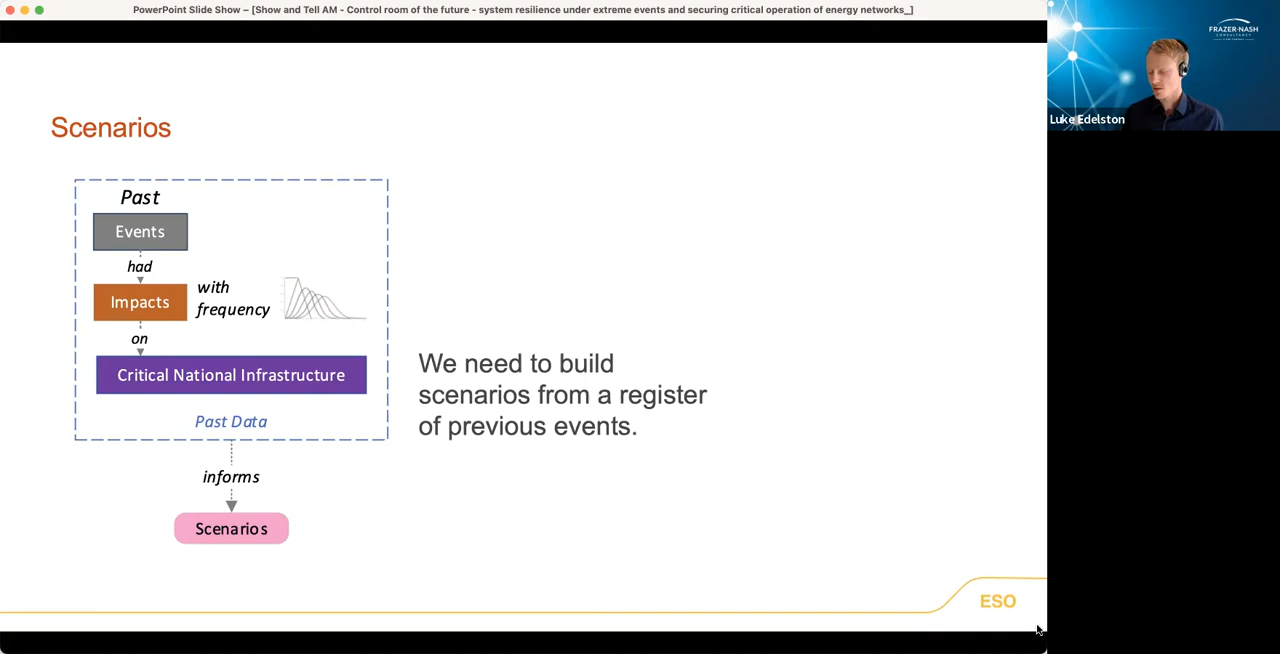 PowerPoint Slide Show – [Show and Tell AM - Control room of the future - system resilience under extreme events and securing critical operation of energy networks_]
FRAZER-NASH
CONSULTANCY
Luke Edelston
Scenarios
Past
Events
had
Impacts
with
frequency
on
Critical National Infrastructure
Past Data
informs
Scenarios
We need to build
scenarios from a register
of previous events.
ESO